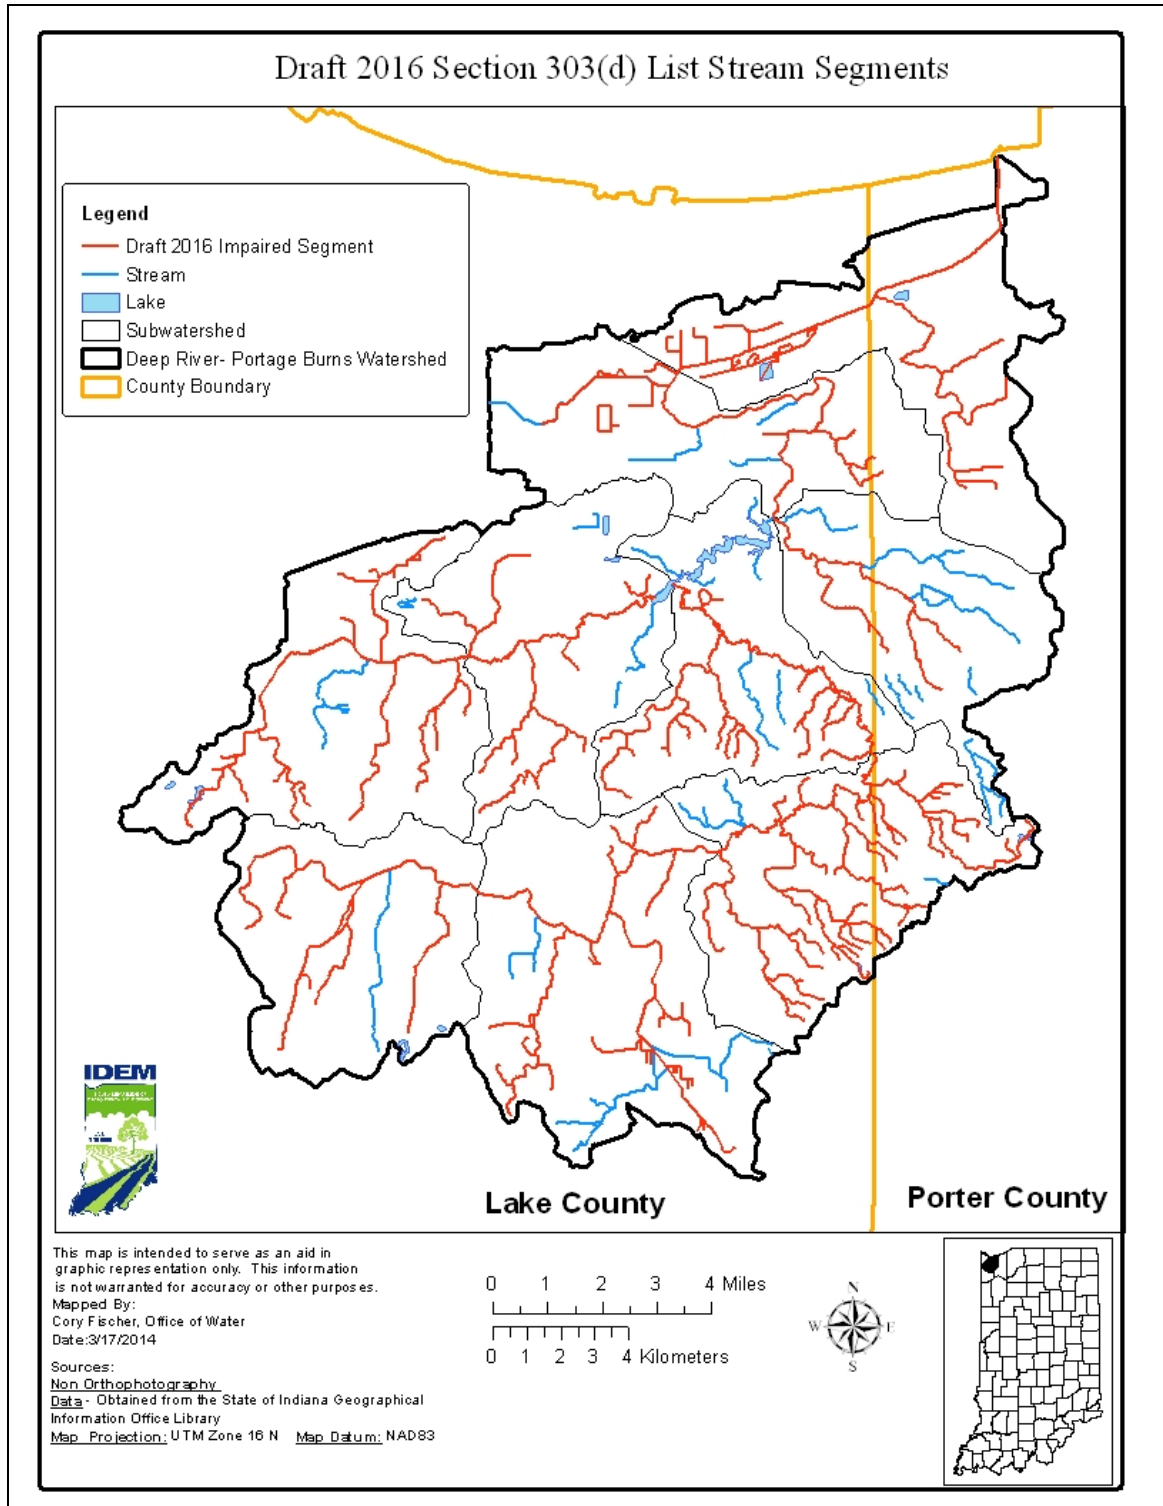 Draft 2016 Section 303(d) List Stream Segments
Legend
Draft 2016 Impaired Segment
Stream
Lake
Subwatershed
Deep River- Portage Burns Watershed
County Boundary
IDEM
Lake County
Porter County
This map is intended to serve as an aid in
graphic representation only. This information
is not warranted for accuracy or other purposes.
Mapped By:
Cory Fischer, Office of Water
Date:3/17/2014
Sources:
Non Orthophotography
Data - Obtained from the State of Indiana Geographical
Information Office Library
Map Projection: UTM Zone 16 N Map Datum: NAD83
0 1 2 3 4 Miles
0 1 2 3 4 Kilometers
N
W E
S